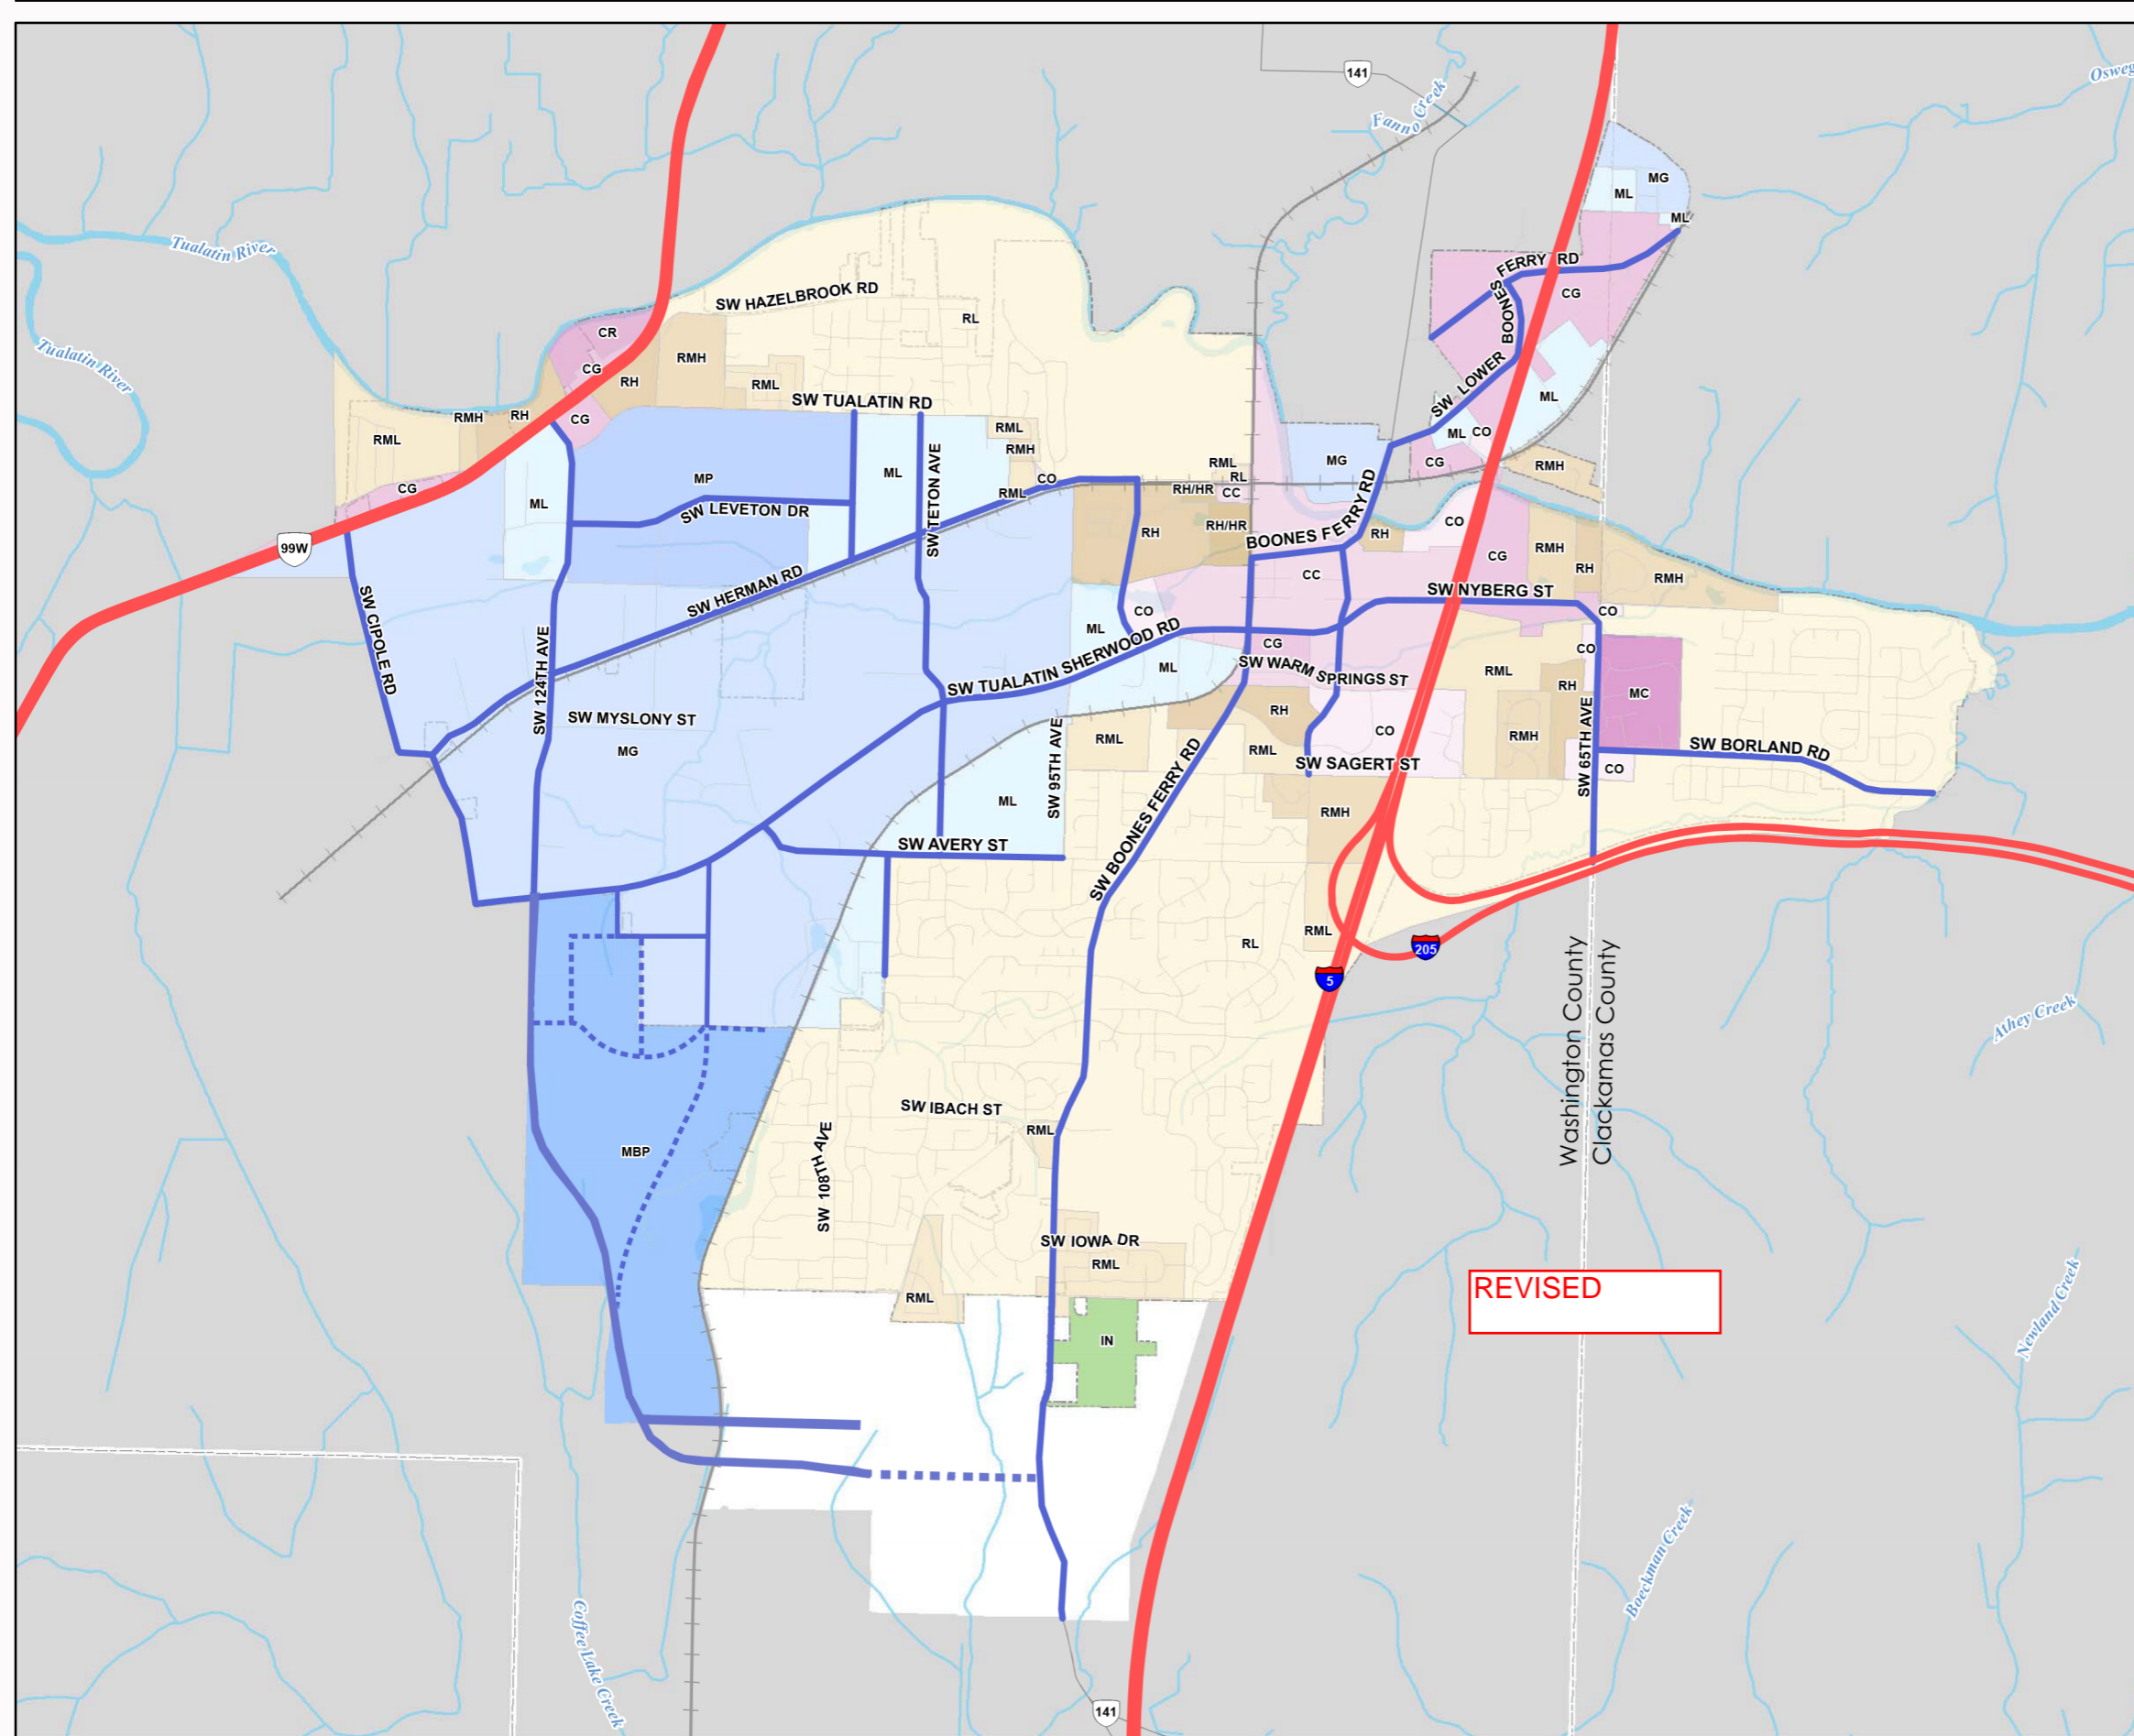 141
Fanno Creek
Osweg
MG
ML
ML
Tualatin River
SW HAZELBROOK RD
BOONES FERRY RD
CG
RL
CR
Tualatin River
RMH
CG
RH
RML
SW TUALATIN RD
SW LOWER
ML
RMH
RH
CG
RML
RML
RMH
ML
CO
CG
RML
MG
RMH
CO
RML
RL
MP
ML
CG
SW LEVETON DR
RML
RH/HR
CC
ML
SW TETON AVE
RH
RH/HR
BOONES FERRY RD
RH
CO
CG
RMH
RH
RMH
99W
SW HERMAN RD
CC
SW NYBERG ST
SW CIPOLE RD
SW 124TH AVE
CO
ML
SW TUALATIN SHERWOOD RD
CG
CO
CO
ML
SW WARM SPRINGS ST
RML
RH
MC
SW MYSLONY ST
MG
RH
CO
RMH
SW 65TH AVE
RML
RML
SW BORLAND RD
SW SAGERT ST
CO
SW 95TH AVE
ML
RMH
SW BOONES FERRY RD
SW AVERY ST
RML
RL
205
5
Washington County
Clackamas County
Athey Creek
SW IBACH ST
RML
MBP
SW 108TH AVE
SW IOWA DR
RML
REVISED
RML
IN
Newland Creek
Boeckman Creek
Coffee Lake Creek
141